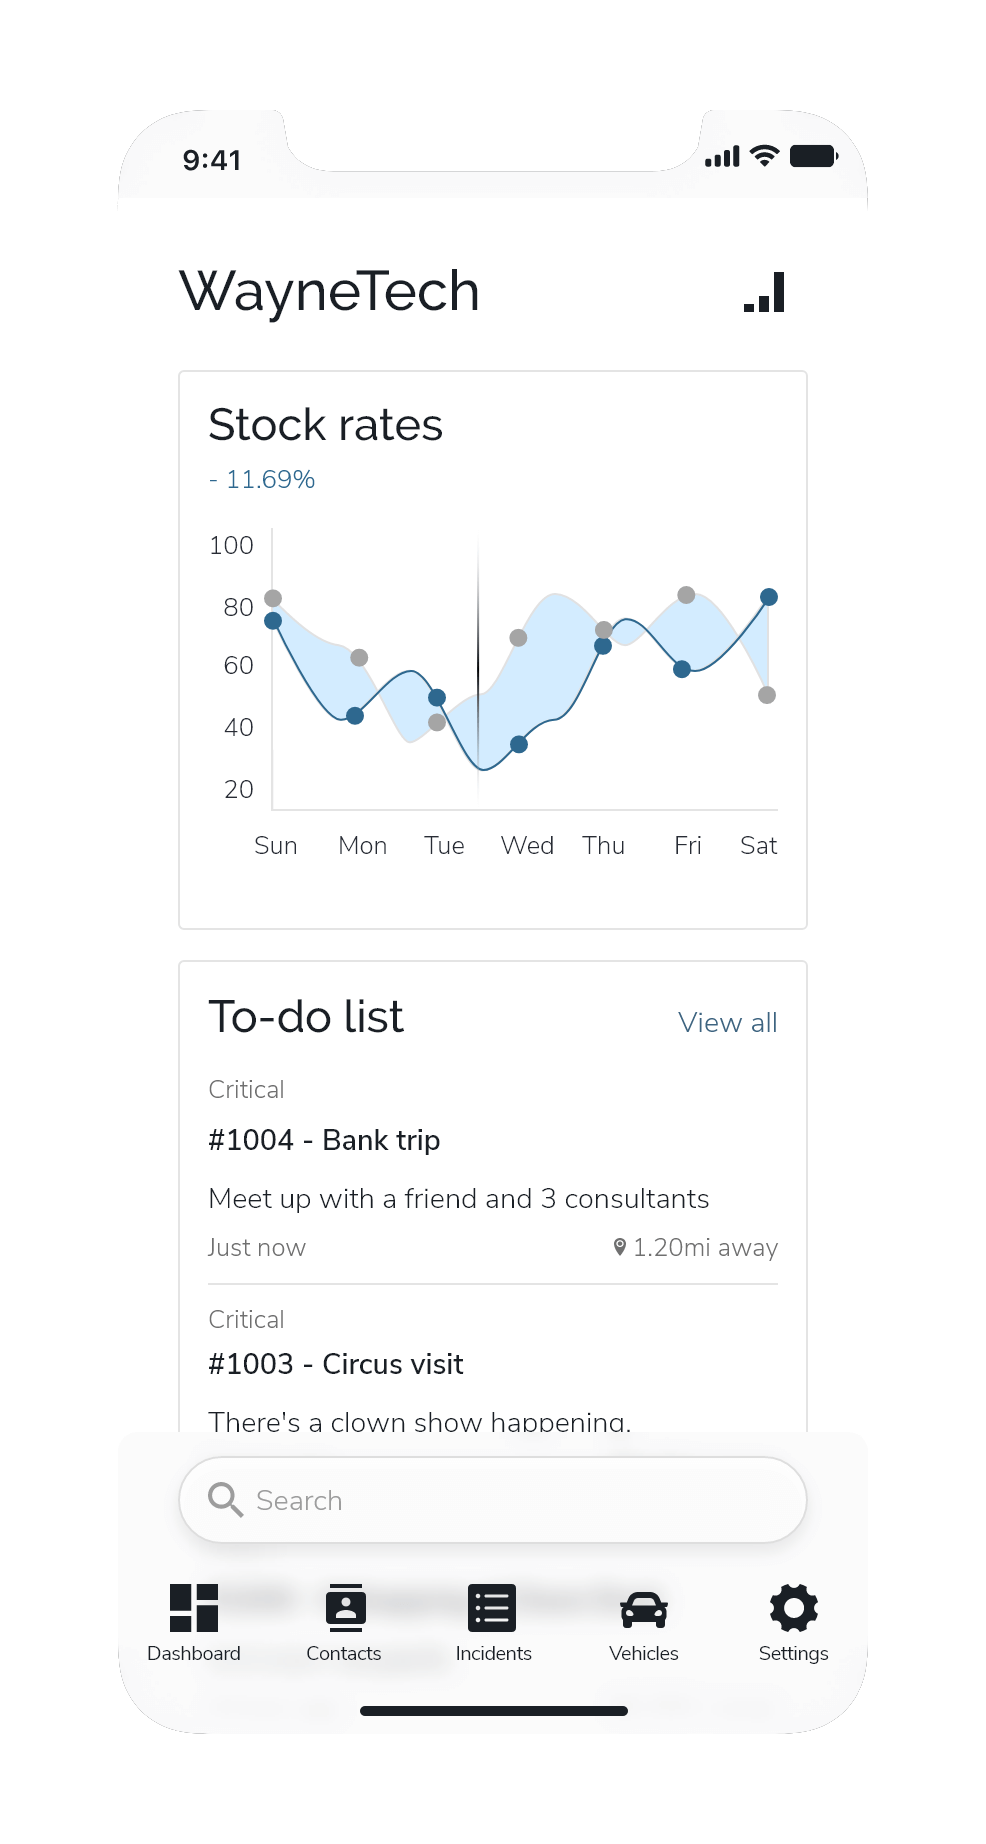 9:41
WayneTech
Stock rates
- 11.69%
100
80
60
40
20
Sun Mon Tue Wed Thu Fri Sat
To-do list View all
Critical
#1004 - Bank trip
Meet up with a friend and 3 consultants
Just now 1.20mi away
Critical
#1003 - Circus visit
There's a clown show happening.
Search
Dashboard Contacts Incidents Vehicles Settings